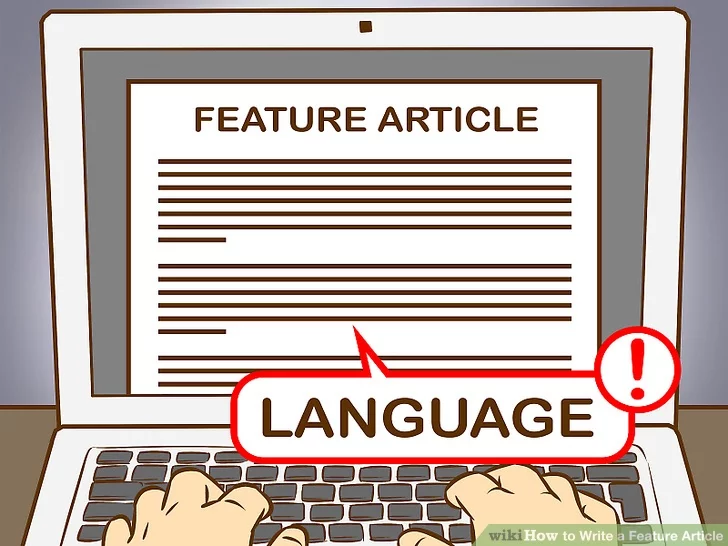 FEATURE ARTICLE
LANGUAGE
!
wikiHow to Write a Feature Article